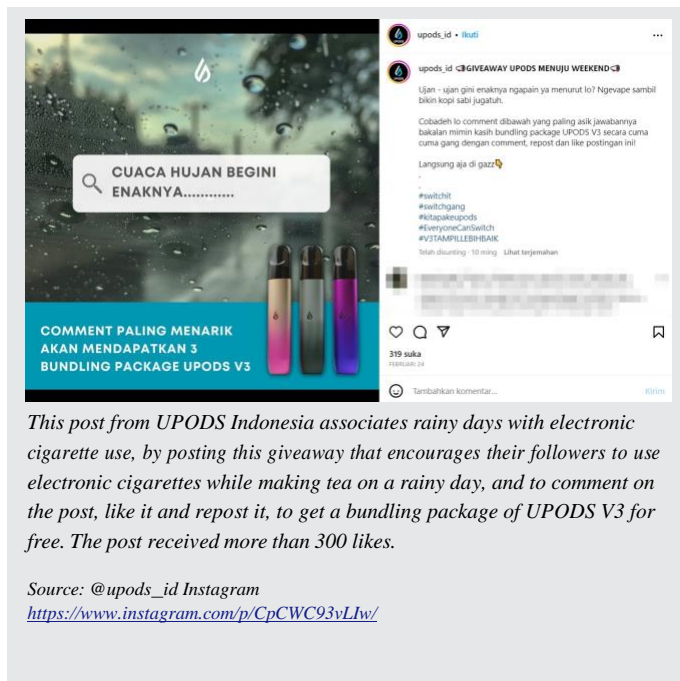 upods_id • Ikuti
upods_id 📢GIVEAWAY UPODS MENUJU WEEKEND📢
Ujan - ujan gini enaknya ngapain ya menurut lo? Ngevape sambil
bikin kopi sabi jugatuh.
Cobadeh lo comment dibawah yang paling asik jawabannya
bakalan mimin kasih bundling package UPODS V3 secara cuma
cuma gang dengan comment, repost dan like postingan ini!
Langsung aja di gazz👇
.
.
#switchit
#switchgang
#kitapakeupods
#EveryoneCanSwitch
#V3TAMPILLEBIHBAIK
Telah disunting · 10 ming Lihat terjemahan
319 suka
FEBRUARI 24
Tambahkan komentar...
Kirim
CUACA HUJAN BEGINI
ENAKNYA............
COMMENT PALING MENARIK
AKAN MENDAPATKAN 3
BUNDLING PACKAGE UPODS V3
This post from UPODS Indonesia associates rainy days with electronic
cigarette use, by posting this giveaway that encourages their followers to use
electronic cigarettes while making tea on a rainy day, and to comment on
the post, like it and repost it, to get a bundling package of UPODS V3 for
free. The post received more than 300 likes.
Source: @upods_id Instagram
https://www.instagram.com/p/CpCWC93vLIw/